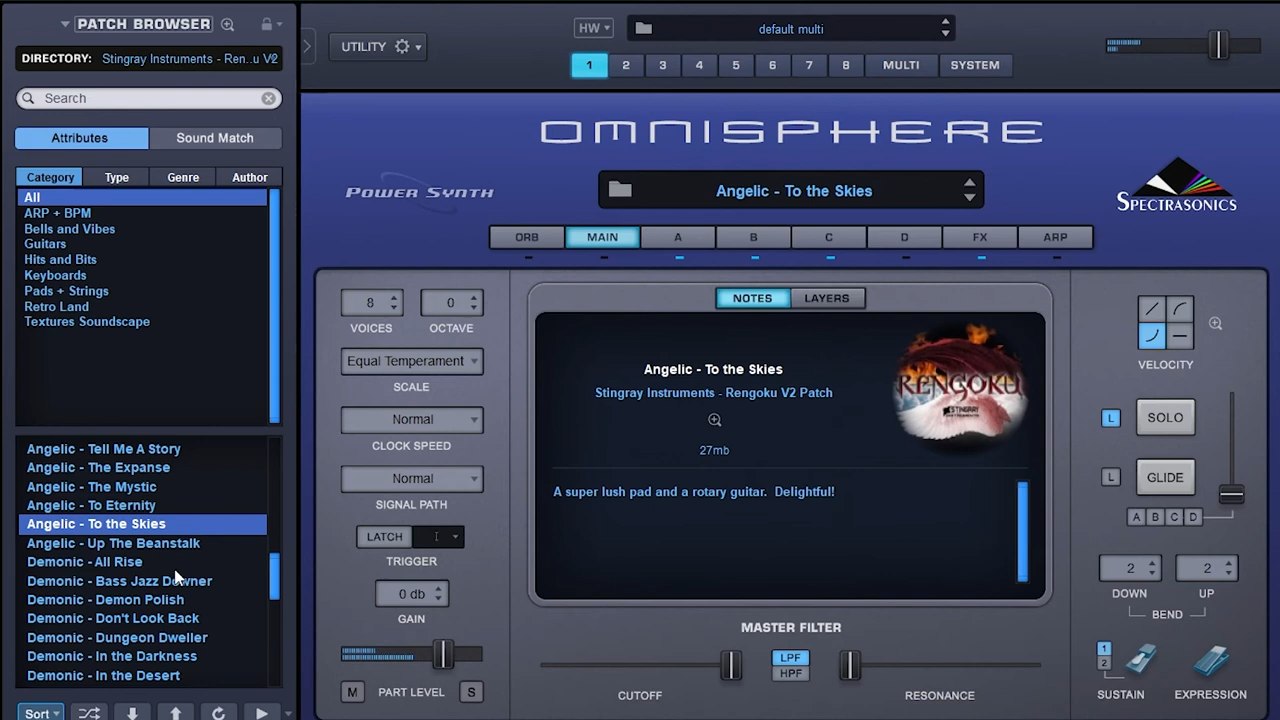 PATCH BROWSER
DIRECTORY: Stingray Instruments - Ren..u V2
Search
Attributes
Sound Match
Category
Type
Genre
Author
All
ARP + BPM
Bells and Vibes
Guitars
Hits and Bits
Keyboards
Pads + Strings
Retro Land
Textures Soundscape
Angelic - Tell Me A Story
Angelic - The Expanse
Angelic - The Mystic
Angelic - To Eternity
Angelic - To the Skies
Angelic - Up The Beanstalk
Demonic - All Rise
Demonic - Bass Jazz Downer
Demonic - Demon Polish
Demonic - Don't Look Back
Demonic - Dungeon Dweller
Demonic - In the Darkness
Demonic - In the Desert
Sort
UTILITY
HW
default multi
1 2 3 4 5 6 7 8 MULTI SYSTEM
OMNISPHERE
POWER SYNTH
Angelic - To the Skies
SPECTRASONICS
ORB MAIN A B C D FX ARP
8
0
VOICES
OCTAVE
Equal Temperament
SCALE
Normal
CLOCK SPEED
Normal
SIGNAL PATH
LATCH
TRIGGER
0 db
GAIN
M PART LEVEL S
NOTES
LAYERS
Angelic - To the Skies
Stingray Instruments - Rengoku V2 Patch
27mb
A super lush pad and a rotary guitar. Delightful!
RENGOKU
STINGRAY
MASTER FILTER
LPF
HPF
CUTOFF
RESONANCE
VELOCITY
L SOLO
L GLIDE
A B C D
2
2
DOWN
UP
BEND
1
2
SUSTAIN
EXPRESSION